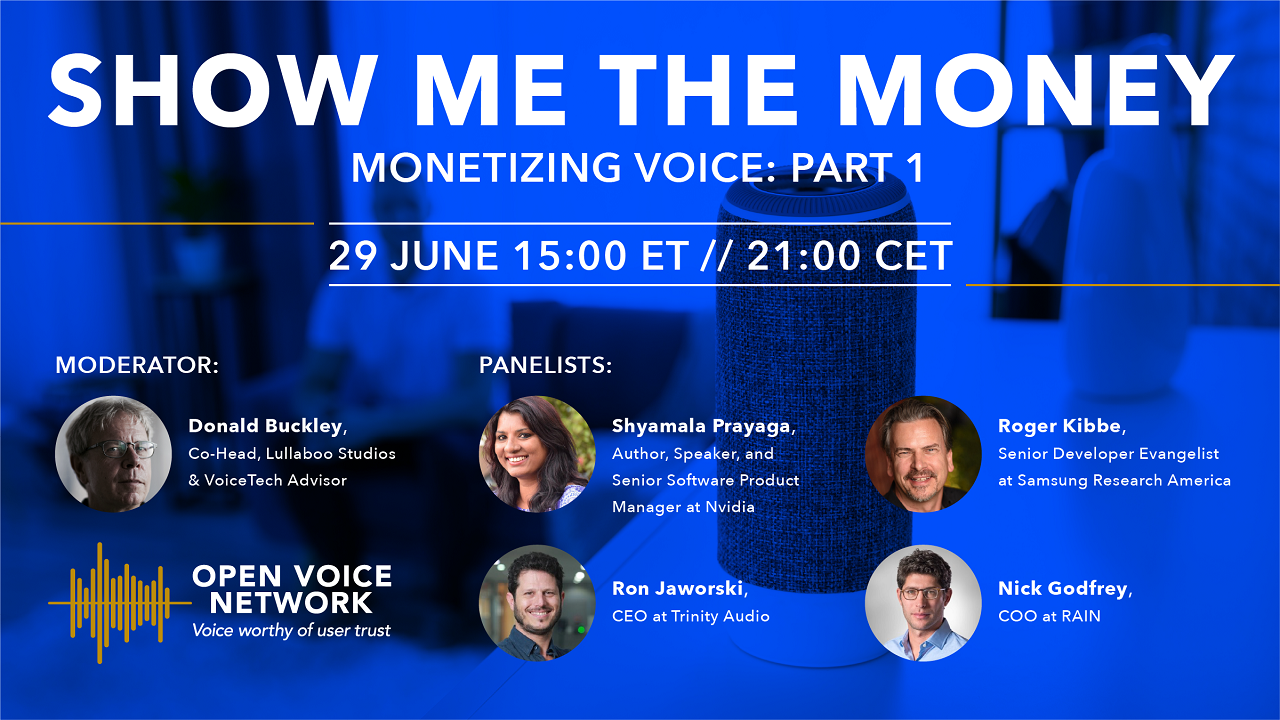 SHOW ME THE MONEY
MONETIZING VOICE: PART 1
29 JUNE 15:00 ET // 21:00 CET
MODERATOR:
Donald Buckley,
Co-Head, Lullaboo Studios
& VoiceTech Advisor
PANELISTS:
Shyamala Prayaga,
Author, Speaker, and
Senior Software Product
Manager at Nvidia
Roger Kibbe,
Senior Developer Evangelist
at Samsung Research America
Ron Jaworski,
CEO at Trinity Audio
Nick Godfrey,
COO at RAIN
OPEN VOICE
NETWORK
Voice worthy of user trust